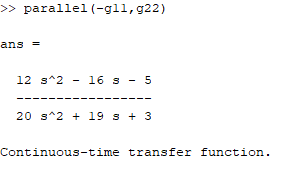 >> parallel(-g11,g22)
ans =
12 s^2 - 16 s - 5
-----------------
20 s^2 + 19 s + 3
Continuous-time transfer function.